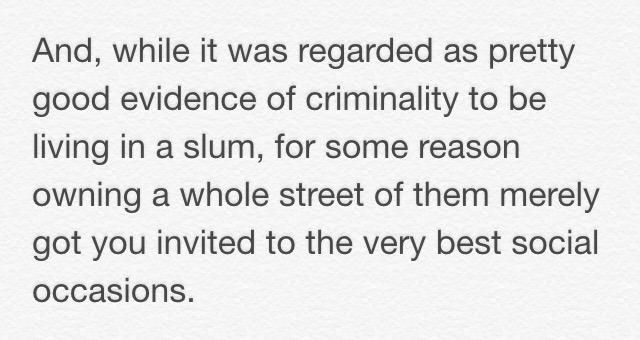 And, while it was regarded as pretty
good evidence of criminality to be
living in a slum, for some reason
owning a whole street of them merely
got you invited to the very best social
occasions.